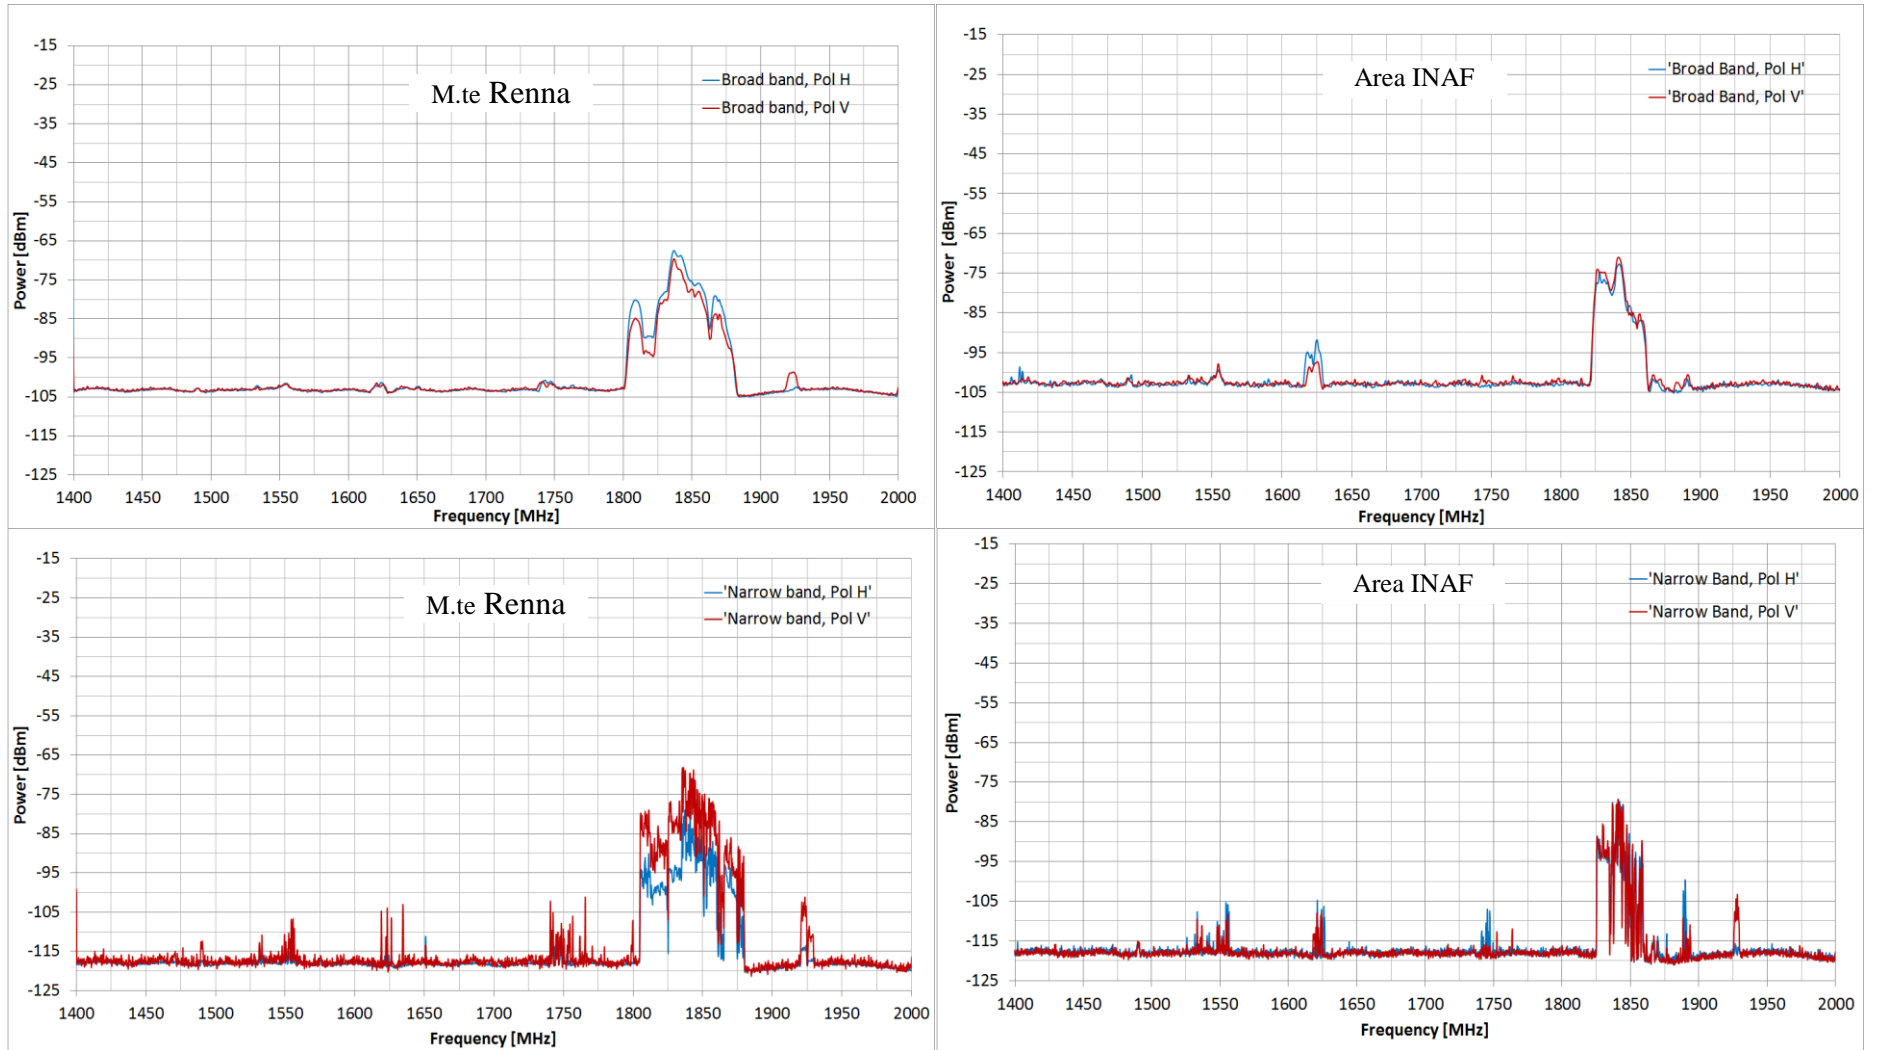 M.te Renna
Broad band, Pol H
Broad band, Pol V
Power [dBm]
-15
-25
-35
-45
-55
-65
-75
-85
-95
-105
-115
-125
1400 1450 1500 1550 1600 1650 1700 1750 1800 1850 1900 1950 2000
Frequency [MHz]
Area INAF
'Broad Band, Pol H'
'Broad Band, Pol V'
Power [dBm]
-15
-25
-35
-45
-55
-65
-75
-85
-95
-105
-115
-125
1400 1450 1500 1550 1600 1650 1700 1750 1800 1850 1900 1950 2000
Frequency [MHz]
M.te Renna
'Narrow band, Pol H'
'Narrow band, Pol V'
Power [dBm]
-15
-25
-35
-45
-55
-65
-75
-85
-95
-105
-115
-125
1400 1450 1500 1550 1600 1650 1700 1750 1800 1850 1900 1950 2000
Frequency [MHz]
Area INAF
'Narrow Band, Pol H'
'Narrow Band, Pol V'
Power [dBm]
-15
-25
-35
-45
-55
-65
-75
-85
-95
-105
-115
-125
1400 1450 1500 1550 1600 1650 1700 1750 1800 1850 1900 1950 2000
Frequency [MHz]